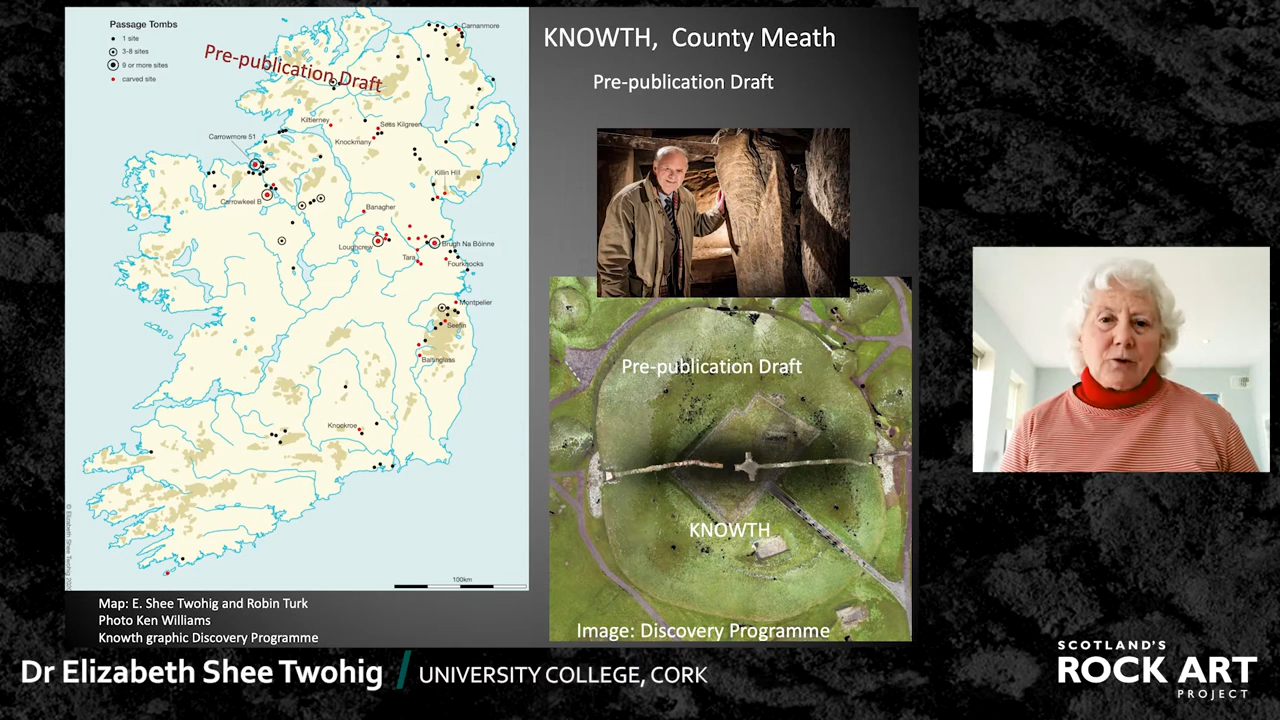 Passage Tombs
1 site
3-8 sites
9 or more sites
carved site
Pre-publication Draft
Carnanmore
Kiltierney
Sess Kilgreen
Knockmany
Carrowmore 51
Killin Hill
Carrowkeel B
Banagher
Loughcrew
Brugh Na Bóinne
Tara
Fourknocks
Montpelier
Seefin
Baltinglass
Knockroe
100km
Map: E. Shee Twohig and Robin Turk
Photo Ken Williams
Knowth graphic Discovery Programme
KNOWTH, County Meath
Pre-publication Draft
Pre-publication Draft
KNOWTH
Image: Discovery Programme
Dr Elizabeth Shee Twohig / UNIVERSITY COLLEGE, CORK
SCOTLAND'S
ROCK ART
PROJECT